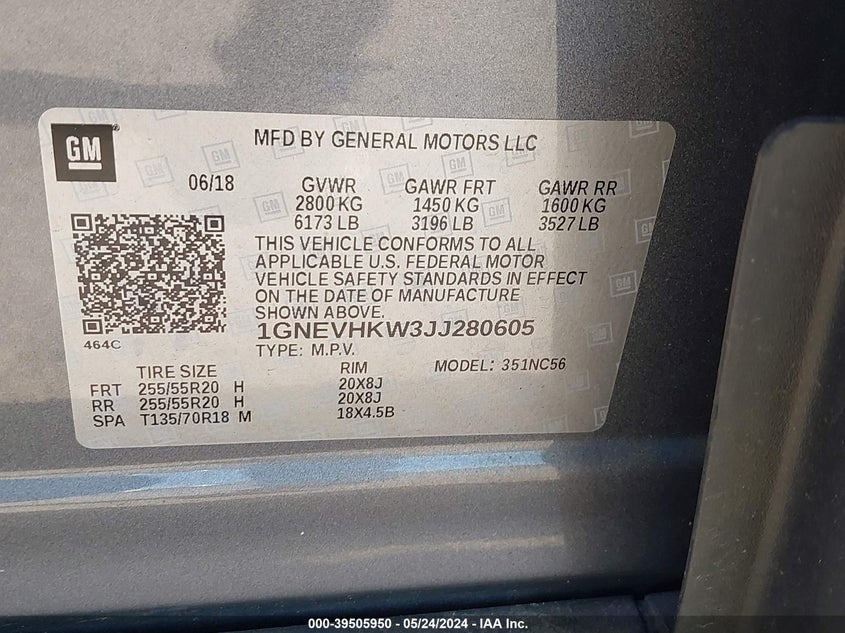 GM
MFD BY GENERAL MOTORS LLC
06/18 GVWR GAWR FRT GAWR RR
2800 KG 1450 KG 1600 KG
6173 LB 3196 LB 3527 LB
THIS VEHICLE CONFORMS TO ALL
APPLICABLE U.S. FEDERAL MOTOR
VEHICLE SAFETY STANDARDS IN EFFECT
ON THE DATE OF MANUFACTURE
SHOWN ABOVE.
464C
1GNEVHKW3JJ280605
TYPE: M.P.V. MODEL: 351NC56
TIRE SIZE RIM
FRT 255/55R20 H 20X8J
RR 255/55R20 H 20X8J
SPA T135/70R18 M 18X4.5B
000-39505950 - 05/24/2024 - IAA Inc.